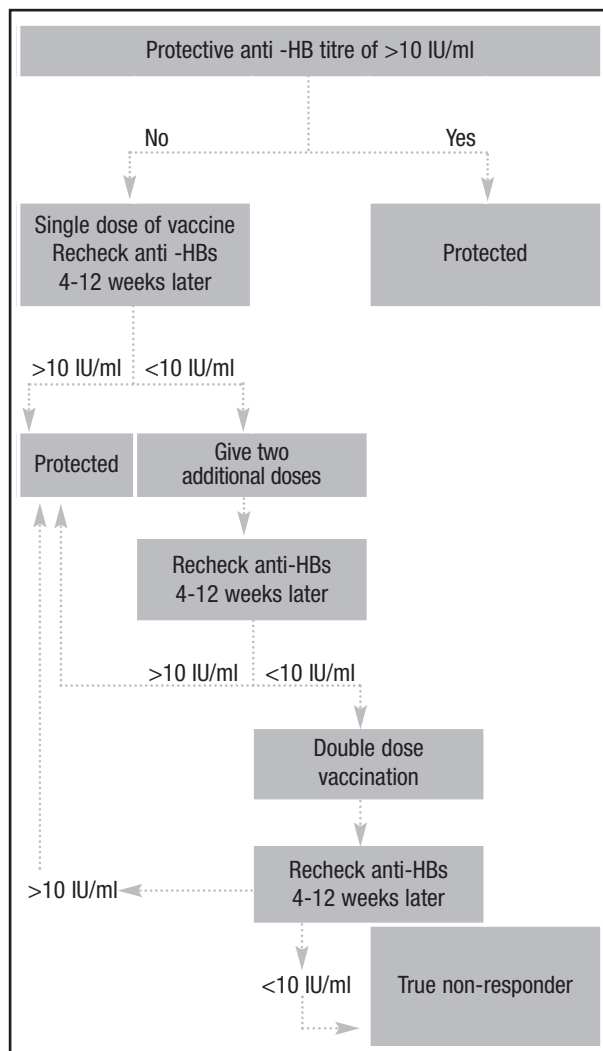 Protective anti -HB titre of >10 IU/ml
No
Yes
Single dose of vaccine
Recheck anti -HBs
4-12 weeks later
Protected
>10 IU/ml
<10 IU/ml
Protected
Give two
additional doses
Recheck anti-HBs
4-12 weeks later
>10 IU/ml
<10 IU/ml
Double dose
vaccination
Recheck anti-HBs
4-12 weeks later
>10 IU/ml
<10 IU/ml
True non-responder